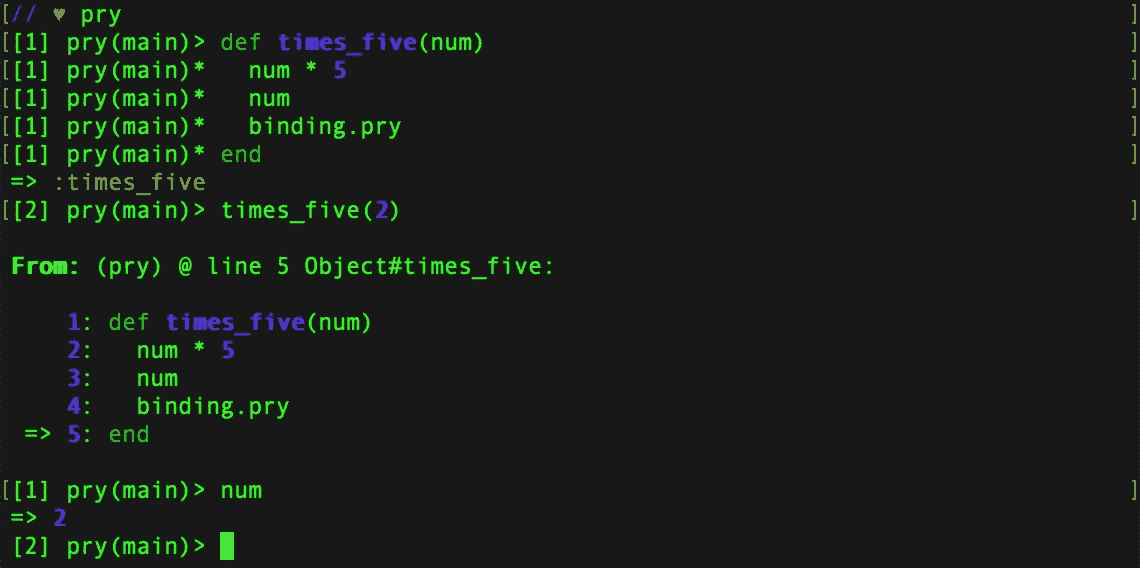 [// ♥ pry ]
[[1] pry(main)> def times_five(num) ]
[[1] pry(main)*   num * 5 ]
[[1] pry(main)*   num ]
[[1] pry(main)*   binding.pry ]
[[1] pry(main)* end ]
=> :times_five
[[2] pry(main)> times_five(2) ]
From: (pry) @ line 5 Object#times_five:
1: def times_five(num)
2:   num * 5
3:   num
4:   binding.pry
=> 5: end
[[1] pry(main)> num ]
=> 2
[2] pry(main)>